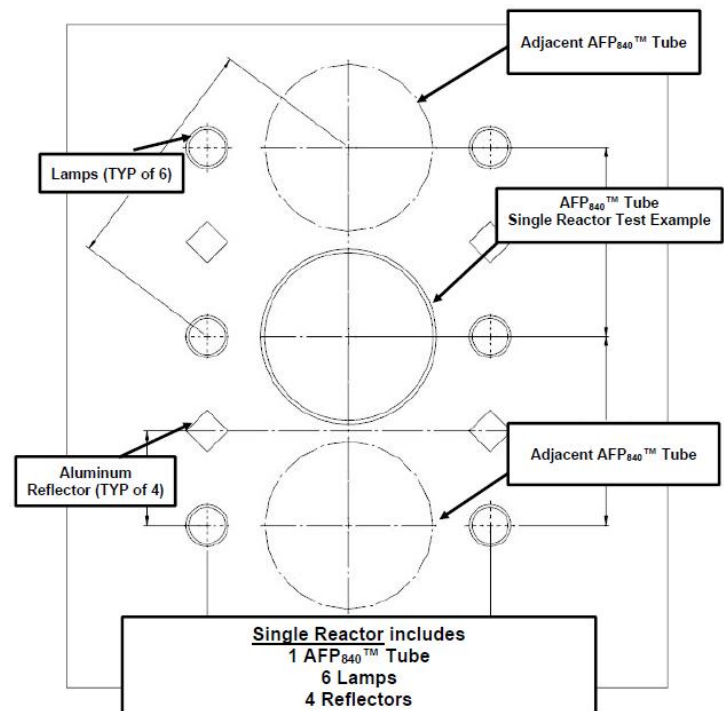 Adjacent AFP₈₄₀™ Tube
Lamps (TYP of 6)
AFP₈₄₀™ Tube
Single Reactor Test Example
Aluminum
Reflector (TYP of 4)
Adjacent AFP₈₄₀™ Tube
Single Reactor includes
1 AFP₈₄₀™ Tube
6 Lamps
4 Reflectors